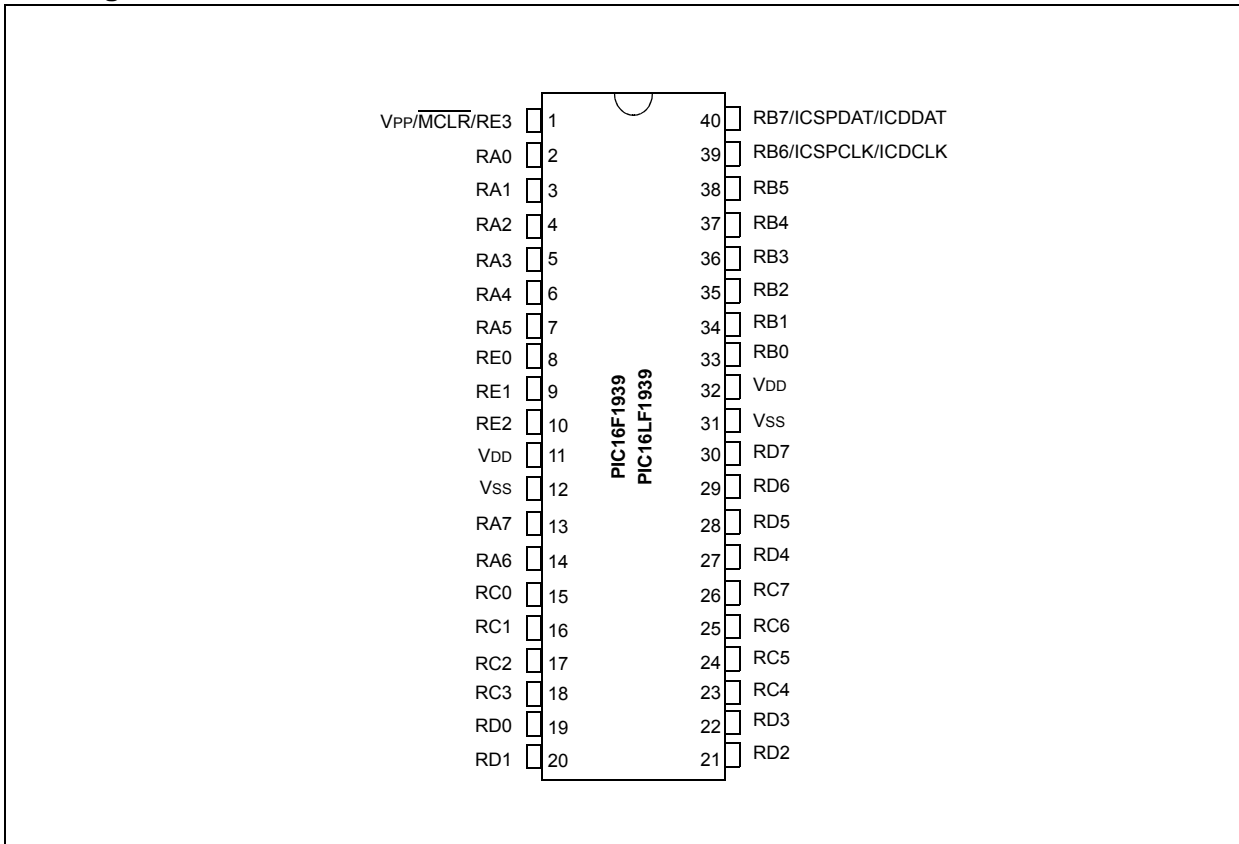 VPP/MCLR/RE3 1
RA0 2
RA1 3
RA2 4
RA3 5
RA4 6
RA5 7
RE0 8
RE1 9
RE2 10
VDD 11
VSS 12
RA7 13
RA6 14
RC0 15
RC1 16
RC2 17
RC3 18
RD0 19
RD1 20
PIC16F1939
PIC16LF1939
40 RB7/ICSPDAT/ICDDAT
39 RB6/ICSPCLK/ICDCLK
38 RB5
37 RB4
36 RB3
35 RB2
34 RB1
33 RB0
32 VDD
31 VSS
30 RD7
29 RD6
28 RD5
27 RD4
26 RC7
25 RC6
24 RC5
23 RC4
22 RD3
21 RD2